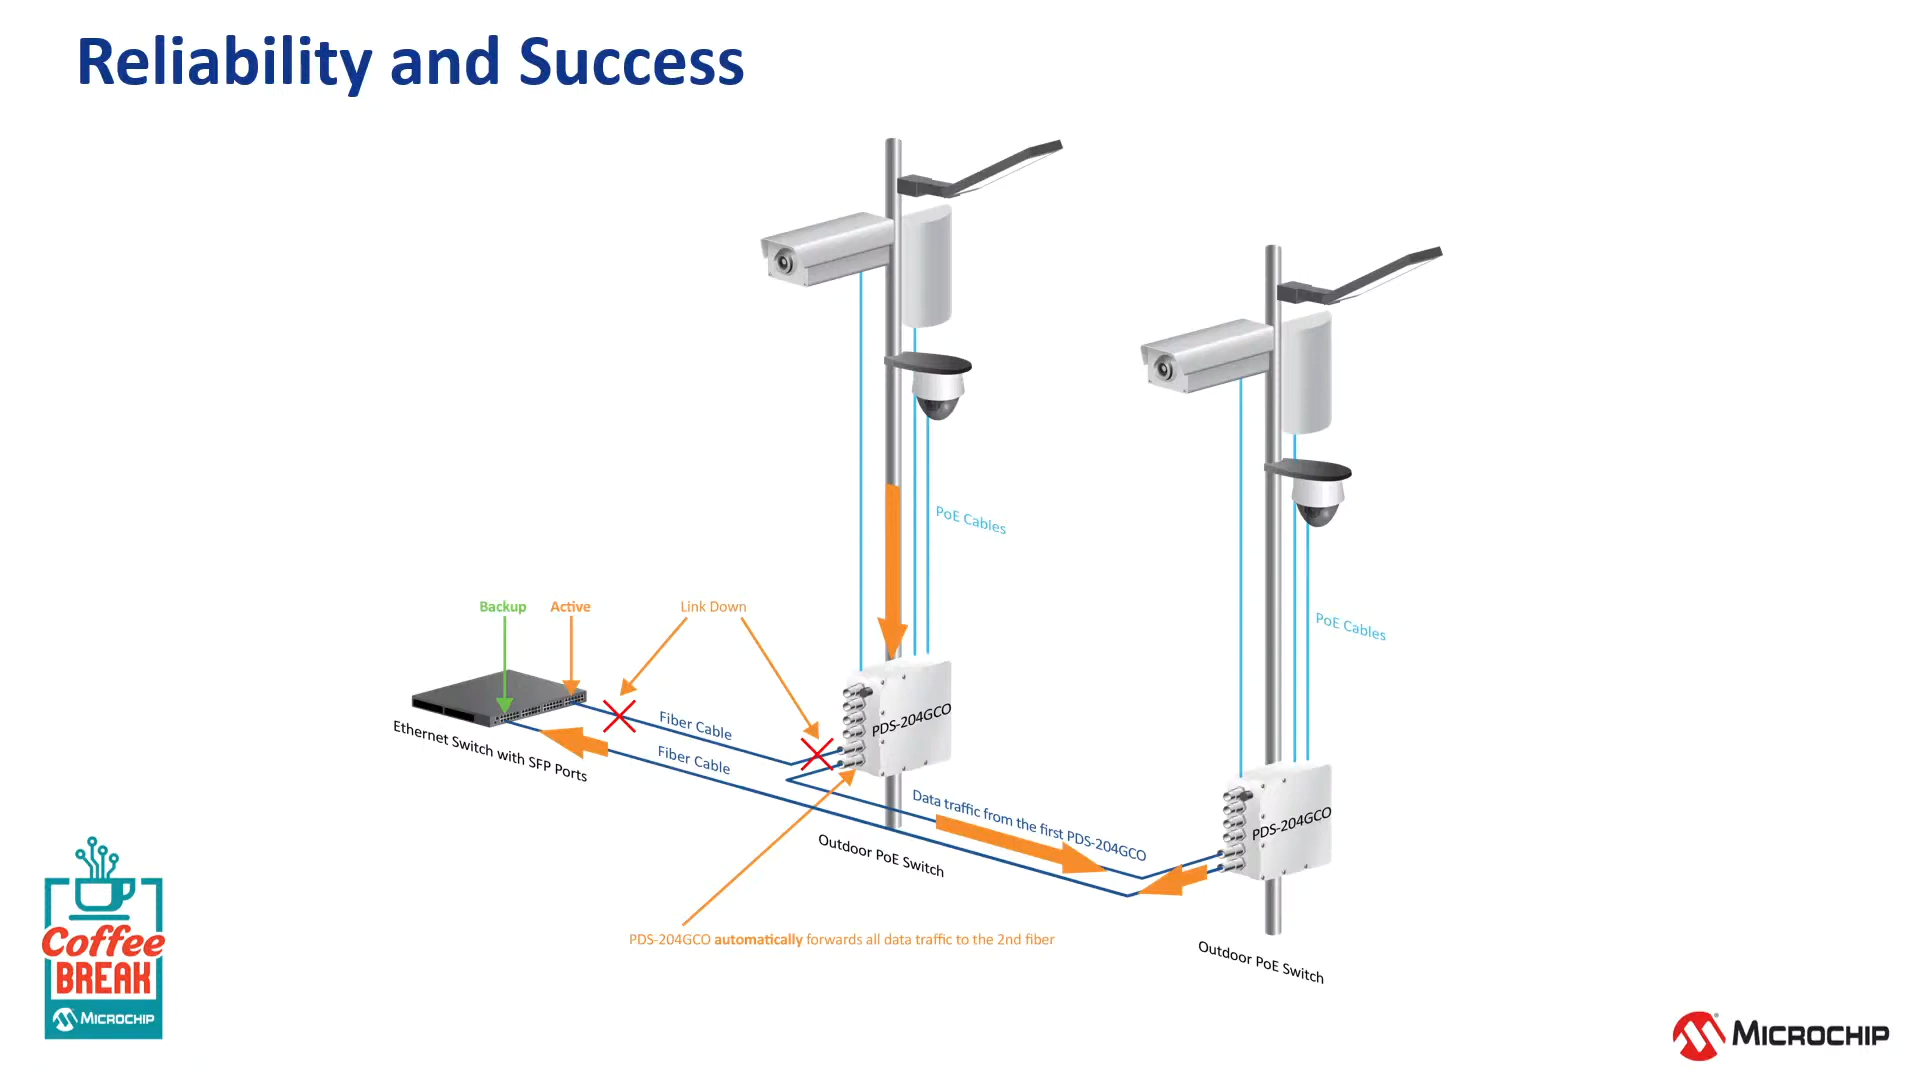 Reliability and Success
PoE Cables
PoE Cables
Backup
Active
Link Down
Ethernet Switch with SFP Ports
Fiber Cable
Fiber Cable
PDS-204GCO
Data traffic from the first PDS-204GCO
PDS-204GCO
Outdoor PoE Switch
PDS-204GCO automatically forwards all data traffic to the 2nd fiber
Outdoor PoE Switch
Coffee
BREAK
MICROCHIP
MICROCHIP